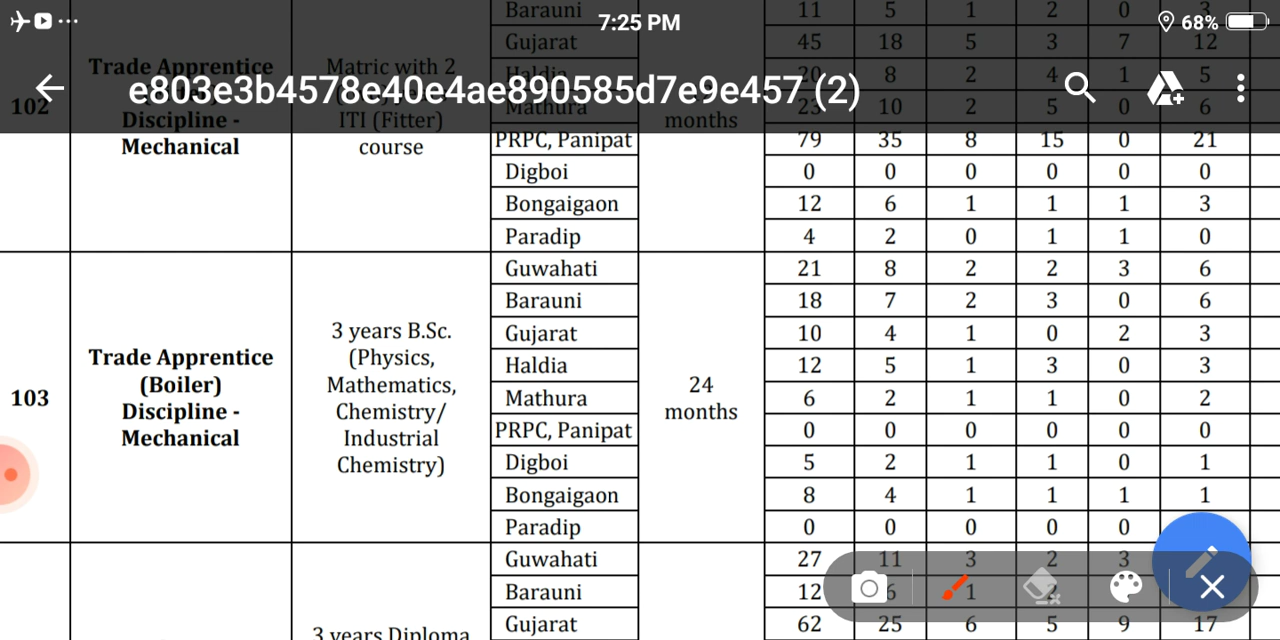 7:25 PM
68%
e803e3b4578e40e4ae890585d7e9e457 (2)
Barauni 11 5 1 2 0 3
Gujarat 45 18 5 3 7 12
Haldia 20 8 2 4 1 5
Mathura 23 10 2 5 0 6
102
Trade Apprentice
Discipline -
Mechanical
Matric with 2
ITI (Fitter)
course
months
PRPC, Panipat 79 35 8 15 0 21
Digboi 0 0 0 0 0 0
Bongaigaon 12 6 1 1 1 3
Paradip 4 2 0 1 1 0
103
Trade Apprentice
(Boiler)
Discipline -
Mechanical
3 years B.Sc.
(Physics,
Mathematics,
Chemistry/
Industrial
Chemistry)
24
months
Guwahati 21 8 2 2 3 6
Barauni 18 7 2 3 0 6
Gujarat 10 4 1 0 2 3
Haldia 12 5 1 3 0 3
Mathura 6 2 1 1 0 2
PRPC, Panipat 0 0 0 0 0 0
Digboi 5 2 1 1 0 1
Bongaigaon 8 4 1 1 1 1
Paradip 0 0 0 0 0
3 years Diploma
Guwahati 27 11 3 2 3
Barauni 12 6 1
Gujarat 62 25 6 5 9 17